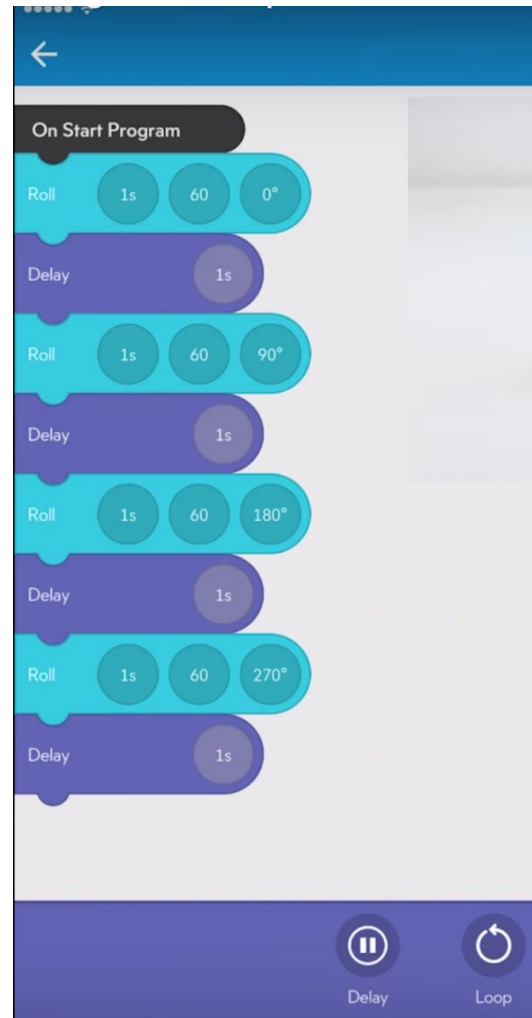 On Start Program
Roll 1s 60 0°
Delay 1s
Roll 1s 60 90°
Delay 1s
Roll 1s 60 180°
Delay 1s
Roll 1s 60 270°
Delay 1s
Delay Loop